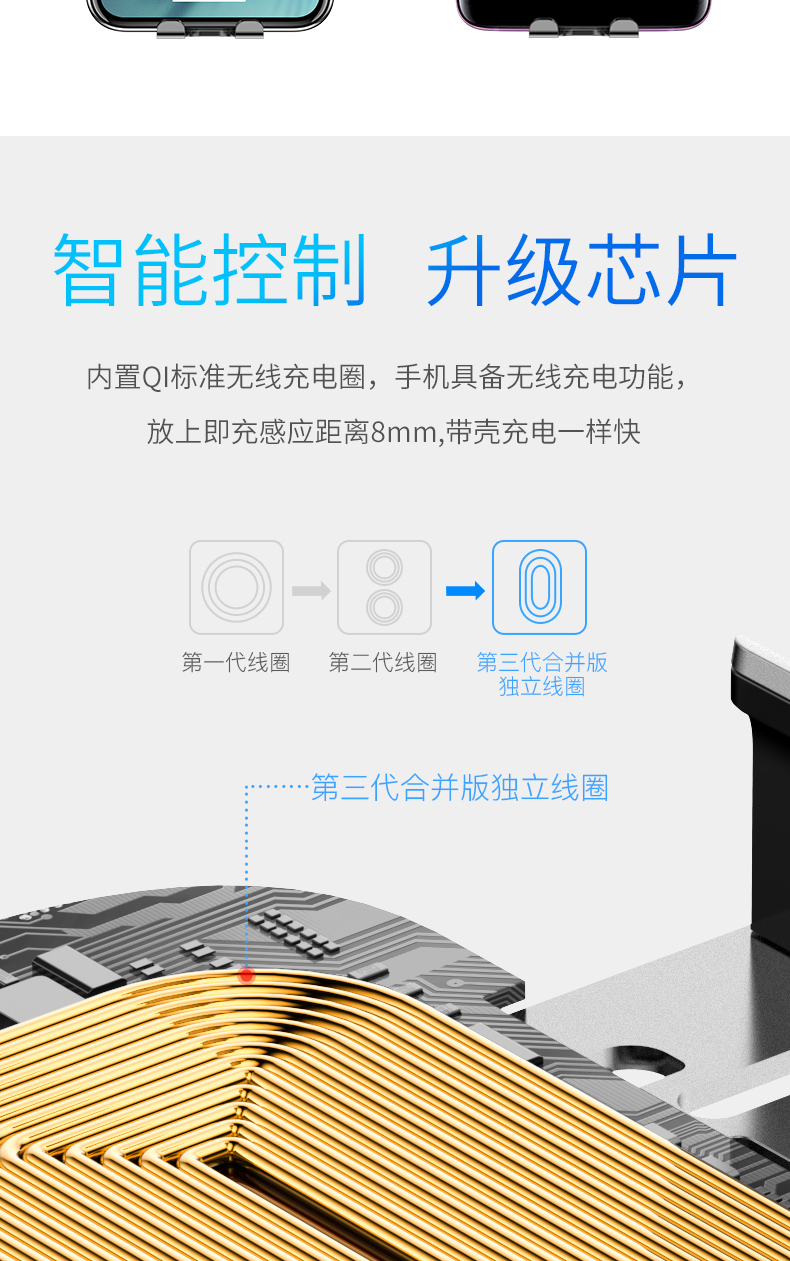 智能控制 升级芯片
内置QI标准无线充电圈，手机具备无线充电功能，
放上即充感应距离8mm,带壳充电一样快
第一代线圈
第二代线圈
第三代合并版
独立线圈
第三代合并版独立线圈